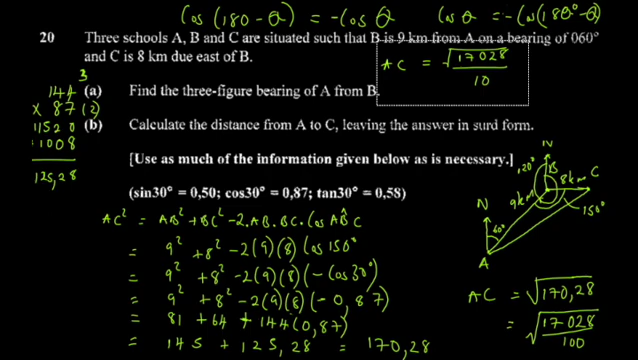 Cos (180 - θ) = -Cos θ
Cos θ = -Cos(180° - θ)
20 Three schools A, B and C are situated such that B is 9 km from A on a bearing of 060°
and C is 8 km due east of B.
AC = √17028
10
(a) Find the three-figure bearing of A from B.
3
144
x 87 (2)
11520
1008
125,28
(b) Calculate the distance from A to C, leaving the answer in surd form.
[Use as much of the information given below as is necessary.]
(sin30° = 0,50; cos30° = 0,87; tan30° = 0,58)
N
120°
B
8km
C
9km
150°
N
60°
A
AC² = AB² + BC² - 2.AB.BC.Cos AB̂C
= 9² + 8² - 2(9)(8) Cos 150°
= 9² + 8² - 2(9)(8)(-Cos 30°)
= 9² + 8² - 2(9)(8)(-0,87)
= 81 + 64 + 144(0,87)
= 145 + 125,28 = 170,28
AC = √170,28
= √17028
100